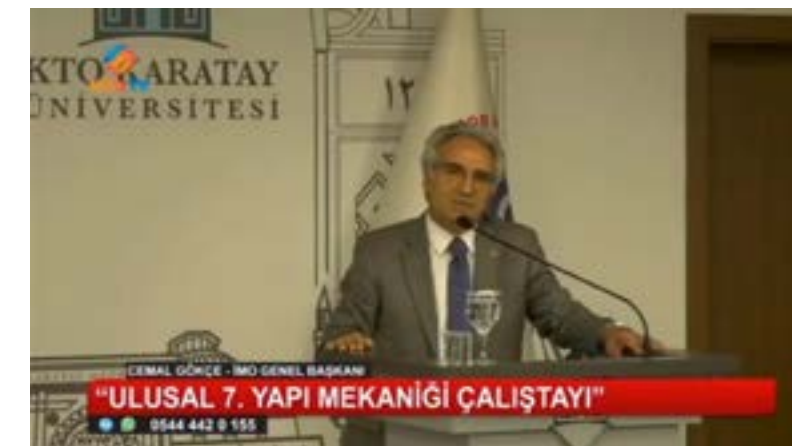 KTO KARATAY
ÜNİVERSİTESİ
١٢
CEMAL GÖKÇE - İMO GENEL BAŞKANI
“ULUSAL 7. YAPI MEKANİĞİ ÇALIŞTAYI”
0544 442 0 155